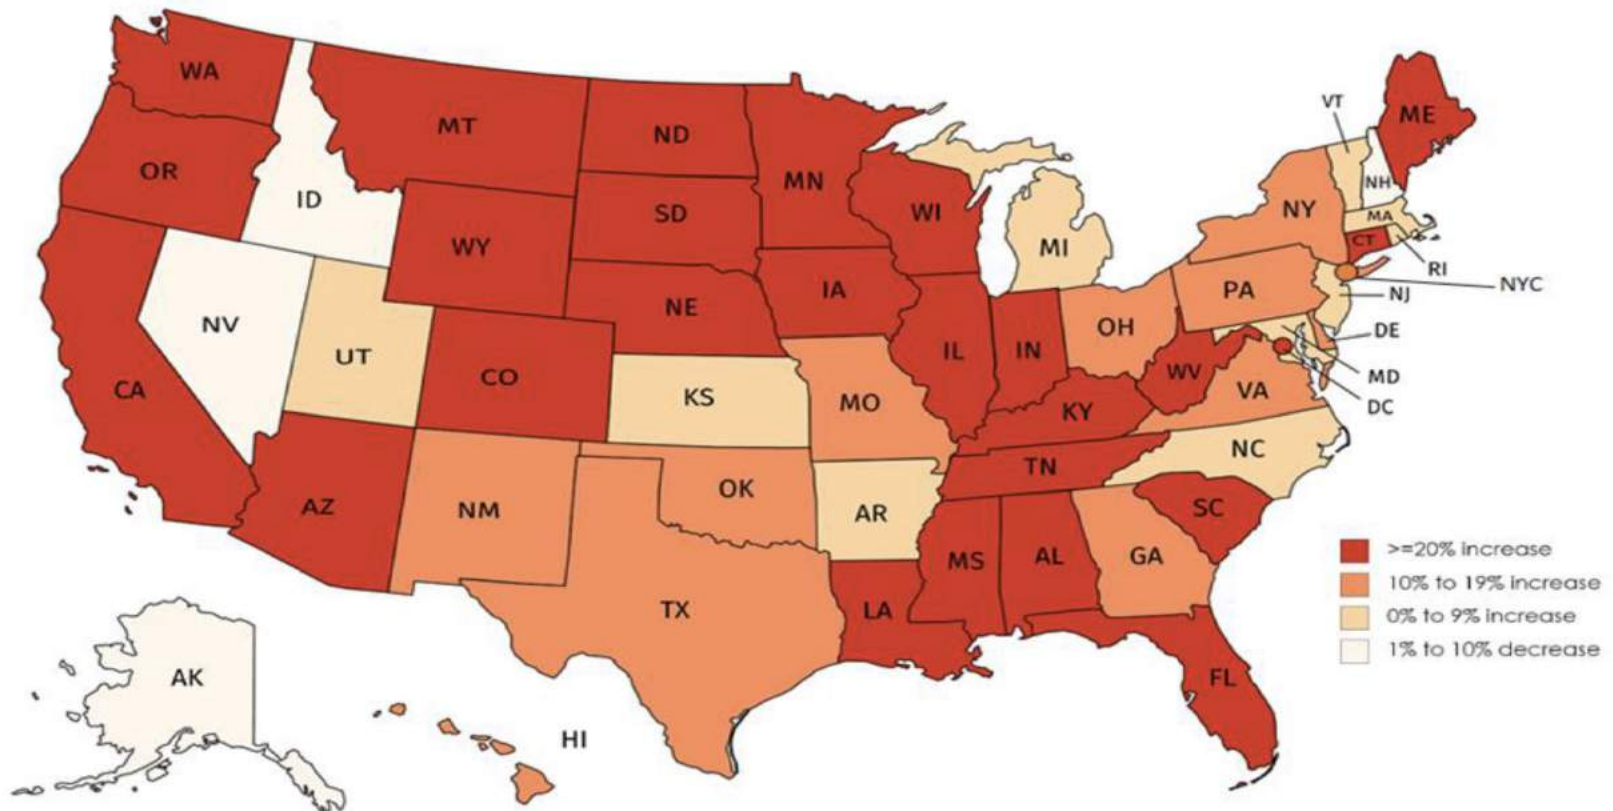 WA
MT
ND
MN
OR
ID
SD
WI
WY
MI
VT
ME
NH
NY
MA
CT
RI
NYC
NJ
PA
DE
MD
DC
NV
UT
CA
CO
NE
IA
IL
IN
OH
WV
VA
KS
MO
KY
NC
TN
AZ
NM
OK
AR
SC
MS
AL
GA
TX
LA
FL
AK
HI
>=20% increase
10% to 19% increase
0% to 9% increase
1% to 10% decrease